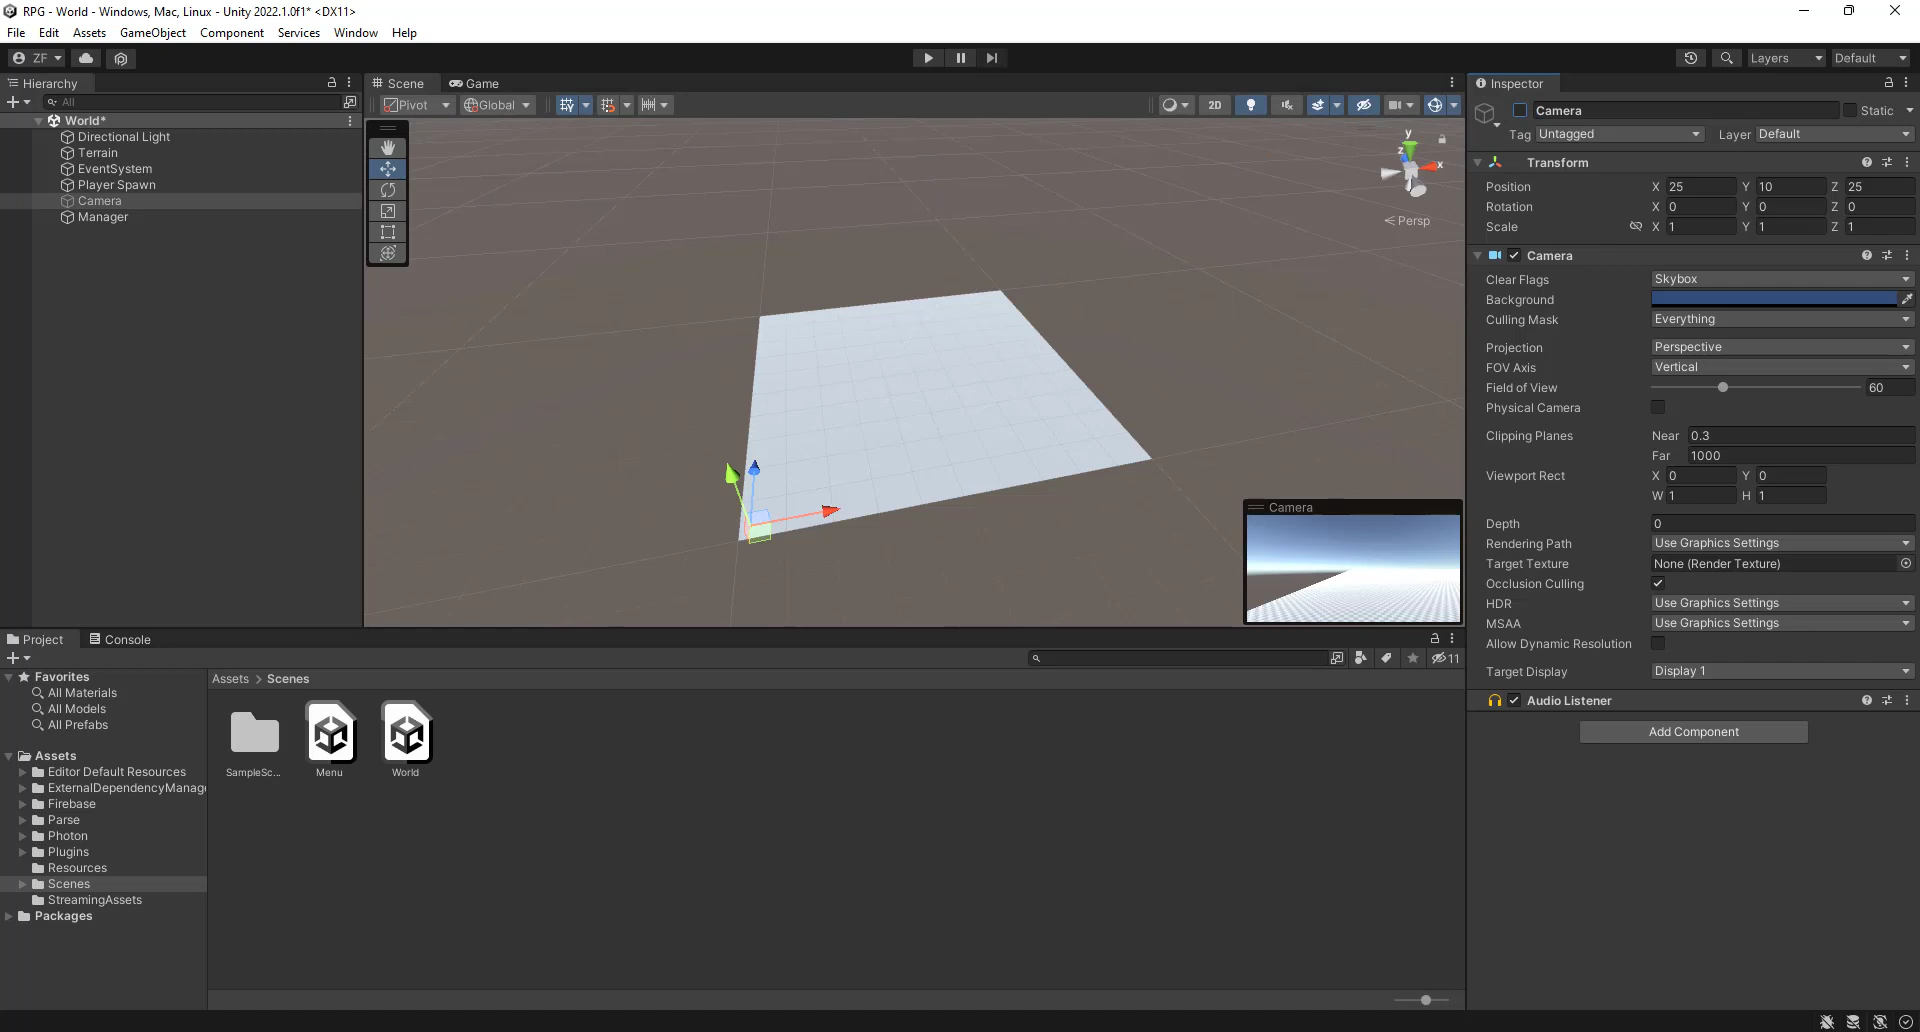 RPG - World - Windows, Mac, Linux - Unity 2022.1.0f1* <DX11>
File Edit Assets GameObject Component Services Window Help
ZF Layers Default
Hierarchy
All
World*
Directional Light
Terrain
EventSystem
Player Spawn
Camera
Manager
Scene Game
Pivot Global 2D
y
z
x
Persp
Camera
Inspector
Camera Static
Tag Untagged Layer Default
Transform
Position X 25 Y 10 Z 25
Rotation X 0 Y 0 Z 0
Scale X 1 Y 1 Z 1
Camera
Clear Flags Skybox
Background
Culling Mask Everything
Projection Perspective
FOV Axis Vertical
Field of View 60
Physical Camera
Clipping Planes Near 0.3
Far 1000
Viewport Rect X 0 Y 0
W 1 H 1
Depth 0
Rendering Path Use Graphics Settings
Target Texture None (Render Texture)
Occlusion Culling
HDR Use Graphics Settings
MSAA Use Graphics Settings
Allow Dynamic Resolution
Target Display Display 1
Audio Listener
Add Component
Project Console
11
Favorites
All Materials
All Models
All Prefabs
Assets
Editor Default Resources
ExternalDependencyManage
Firebase
Parse
Photon
Plugins
Resources
Scenes
StreamingAssets
Packages
Assets > Scenes
SampleSc... Menu World